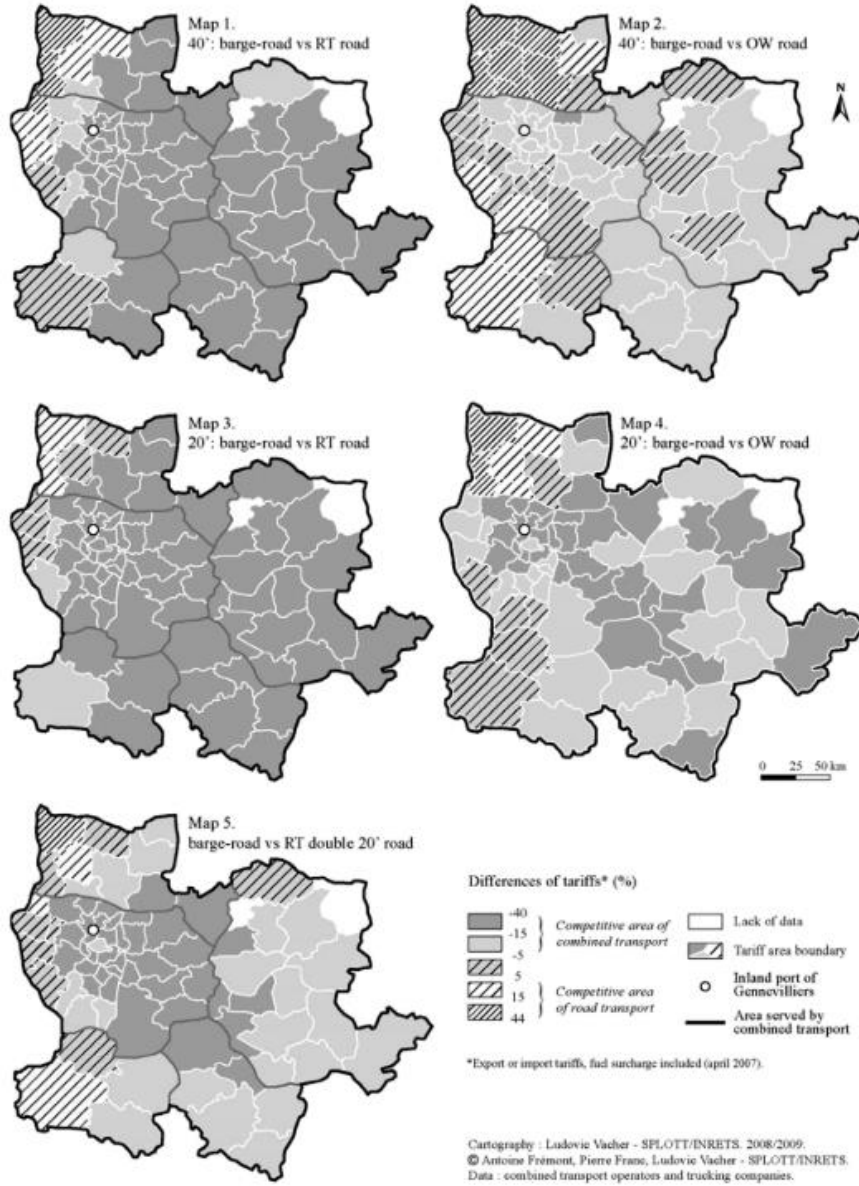 Map 1.
40': barge-road vs RT road
Map 2.
40': barge-road vs OW road
N
Map 3.
20': barge-road vs RT road
Map 4.
20': barge-road vs OW road
0 25 50 km
Map 5.
barge-road vs RT double 20' road
Differences of tariffs* (%)
-40
-15
-5
5
15
44
Competitive area of
combined transport
Competitive area
of road transport
Lack of data
Tariff area boundary
Inland port of
Gennevilliers
Area served by
combined transport
*Export or import tariffs, fuel surcharge included (april 2007).
Cartography : Ludovic Vacher - SPLOTT/INRETS. 2008/2009.
© Antoine Frémont, Pierre Franc, Ludovic Vacher - SPLOTT/INRETS.
Data : combined transport operators and trucking companies.